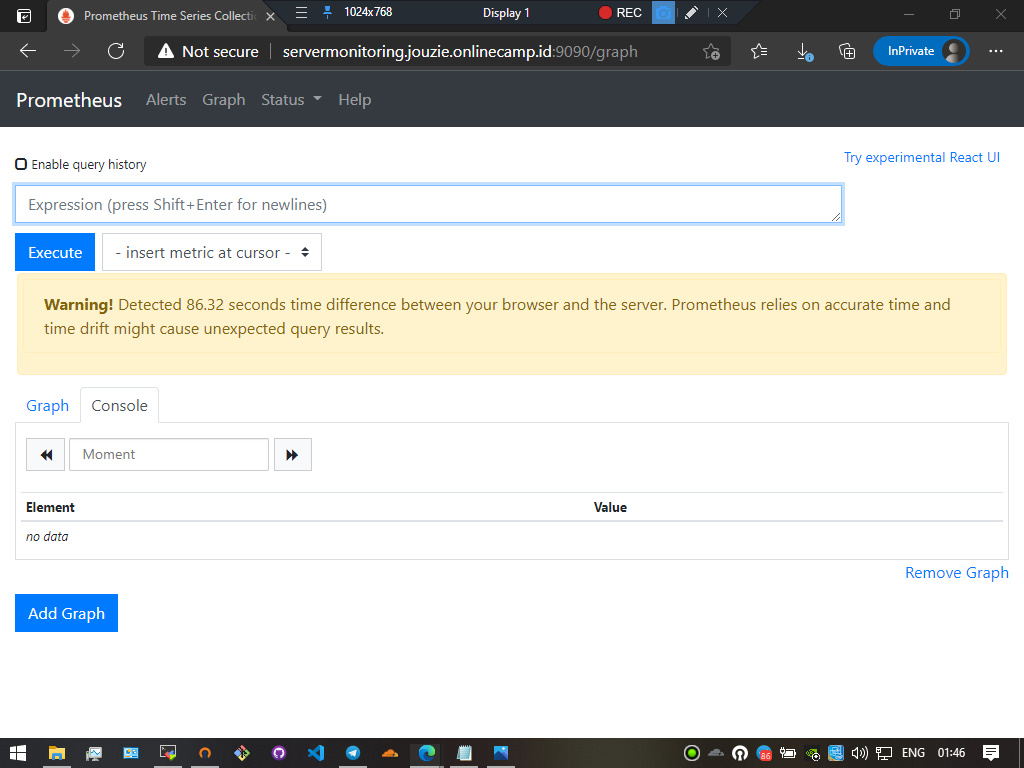 Prometheus Time Series Collectio
1024x768
Display 1
REC
Not secure
servermonitoring.jouzie.onlinecamp.id:9090/graph
InPrivate
Prometheus
Alerts
Graph
Status
Help
Enable query history
Try experimental React UI
Expression (press Shift+Enter for newlines)
Execute
- insert metric at cursor -
Warning! Detected 86.32 seconds time difference between your browser and the server. Prometheus relies on accurate time and
time drift might cause unexpected query results.
Graph
Console
Moment
Element
Value
no data
Remove Graph
Add Graph
86
ENG
01:46